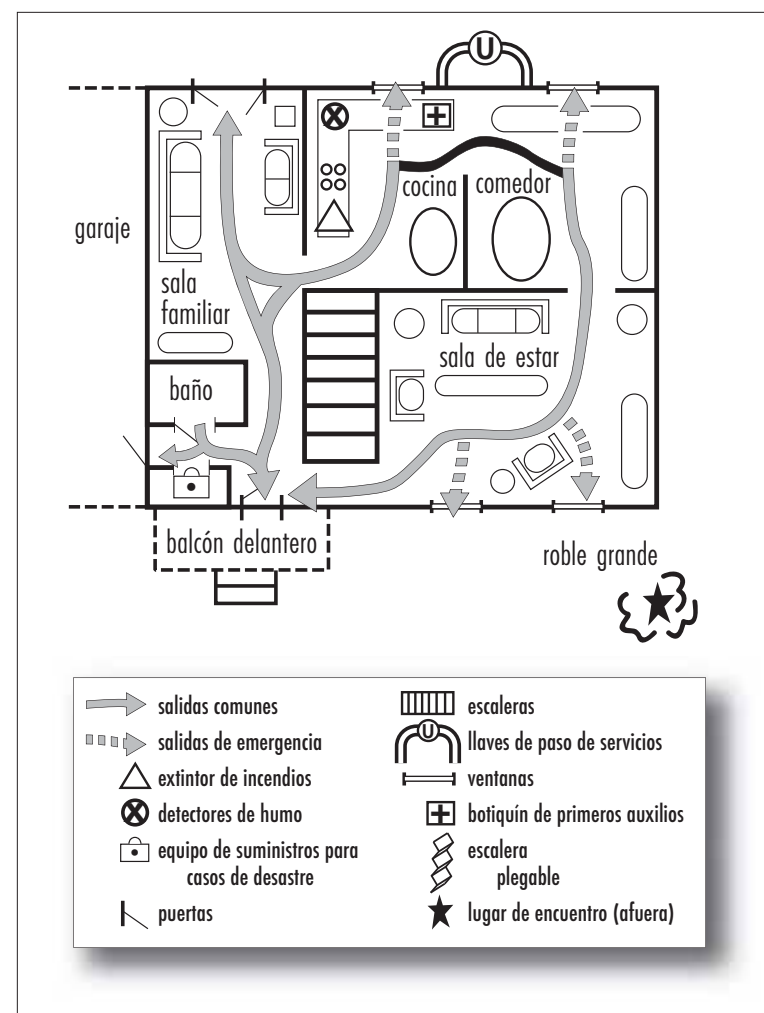 U
cocina
comedor
garaje
sala
familiar
sala de estar
baño
balcón delantero
roble grande
salidas comunes
salidas de emergencia
extintor de incendios
detectores de humo
equipo de suministros para
casos de desastre
puertas
escaleras
U
llaves de paso de servicios
ventanas
botiquín de primeros auxilios
escalera
plegable
lugar de encuentro (afuera)